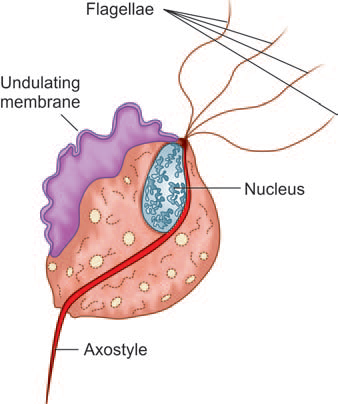 Flagellae
Undulating
membrane
Nucleus
Axostyle